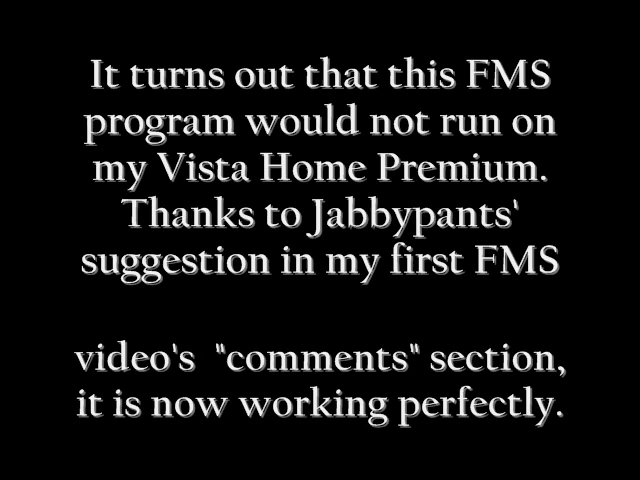 It turns out that this FMS
program would not run on
my Vista Home Premium.
Thanks to Jabbypants'
suggestion in my first FMS
video's  "comments" section,
it is now working perfectly.